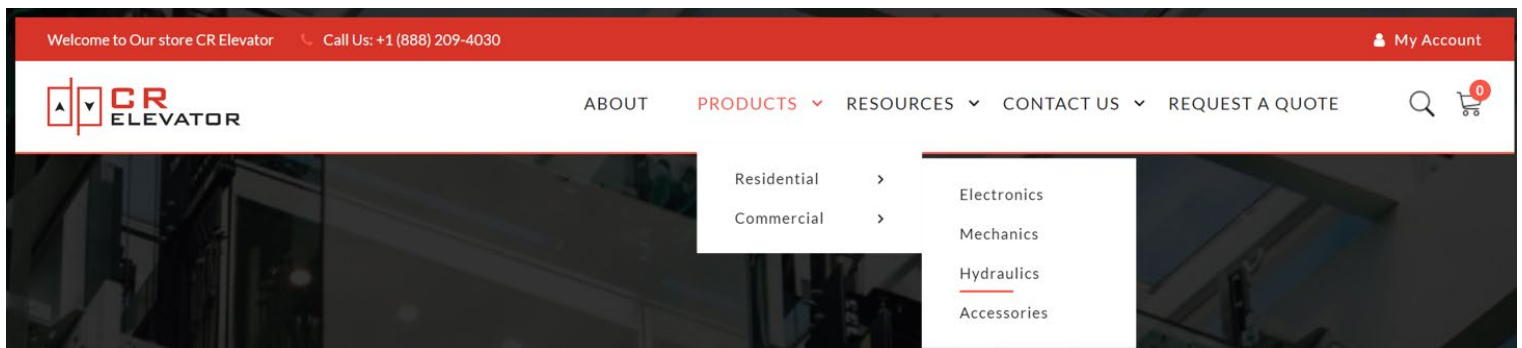 Welcome to Our store CR Elevator Call Us: +1 (888) 209-4030 My Account
CR
ELEVATOR
ABOUT PRODUCTS RESOURCES CONTACT US REQUEST A QUOTE 0
Residential
Commercial
Electronics
Mechanics
Hydraulics
Accessories